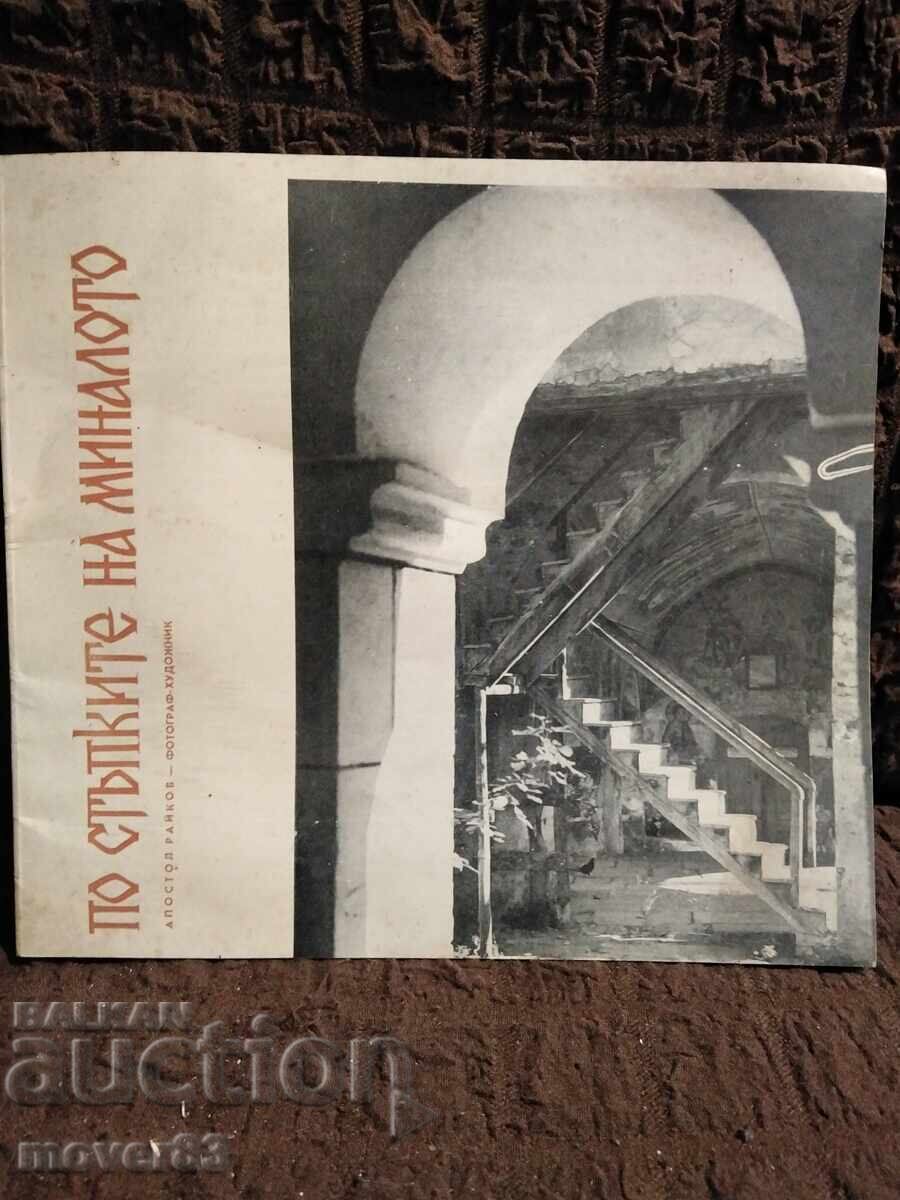 ПО СТЪПКИТЕ НА МИНАЛОТО
АПОСТОЛ РАЙКОВ — ФОТОГРАФ-ХУДОЖНИК
BALKAN
auction
mover83